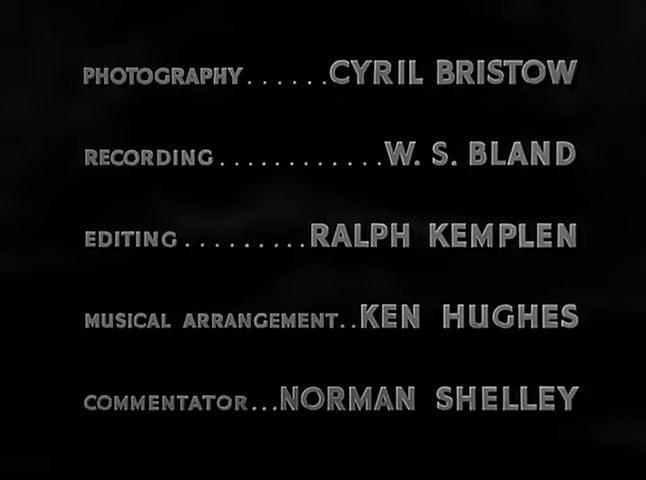 PHOTOGRAPHY......CYRIL BRISTOW
RECORDING............W. S. BLAND
EDITING.........RALPH KEMPLEN
MUSICAL ARRANGEMENT..KEN HUGHES
COMMENTATOR...NORMAN SHELLEY